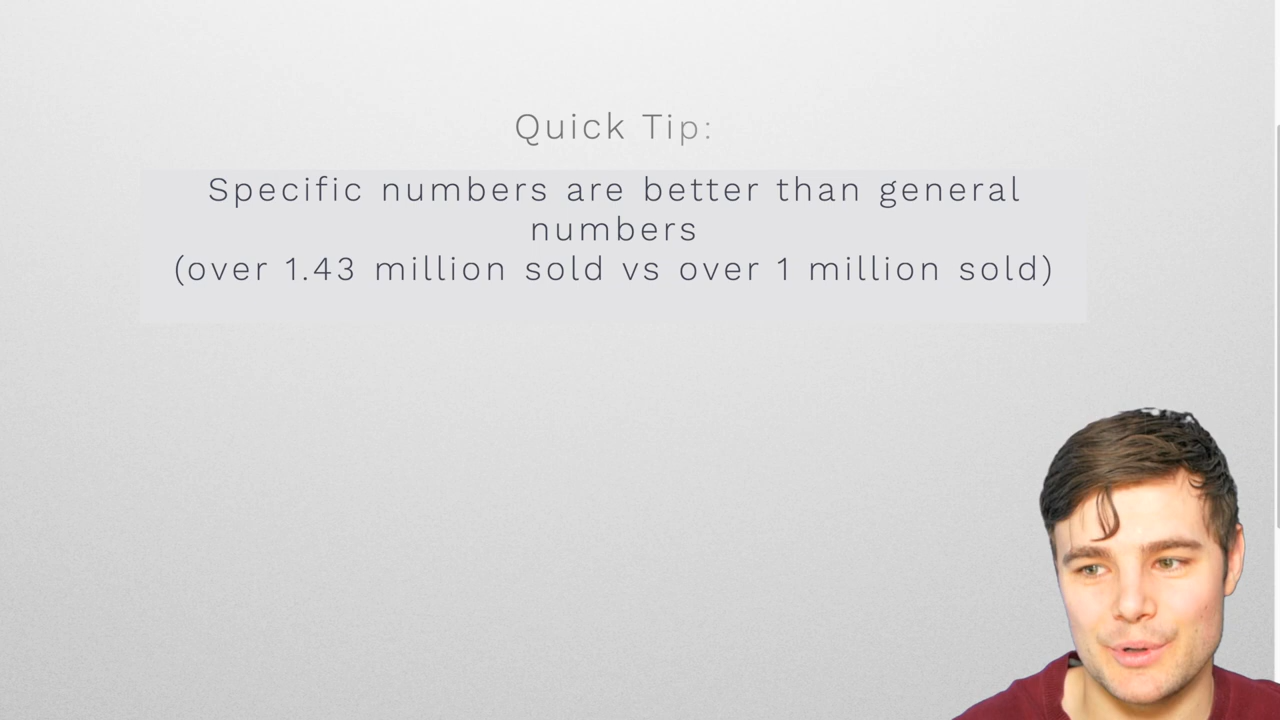 Quick Tip:
Specific numbers are better than general
numbers
(over 1.43 million sold vs over 1 million sold)